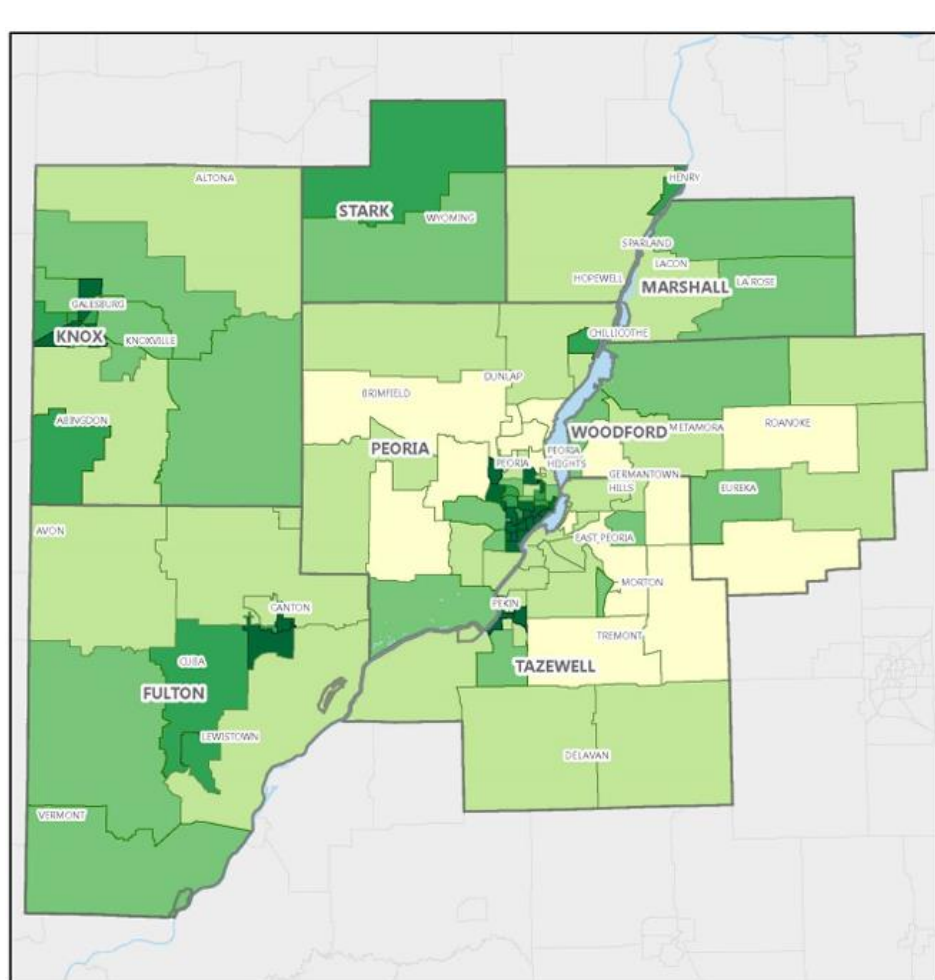 ALTONA
HENRY
STARK
WYOMING
SPARLAND
LACON
HOPEWELL
MARSHALL
LA ROSE
GALESBURG
KNOX
KNOXVILLE
CHILLICOTHE
DUNLAP
BRIMFIELD
ABINGDON
PEORIA
WOODFORD
METAMORA
ROANOKE
PEORIA
PEORIA
HEIGHTS
GERMANTOWN
HILLS
EUREKA
AVON
EAST PEORIA
MORTON
CANTON
PEKIN
TREMONT
CUBA
TAZEWELL
FULTON
LEWISTOWN
DELAVAN
VERMONT